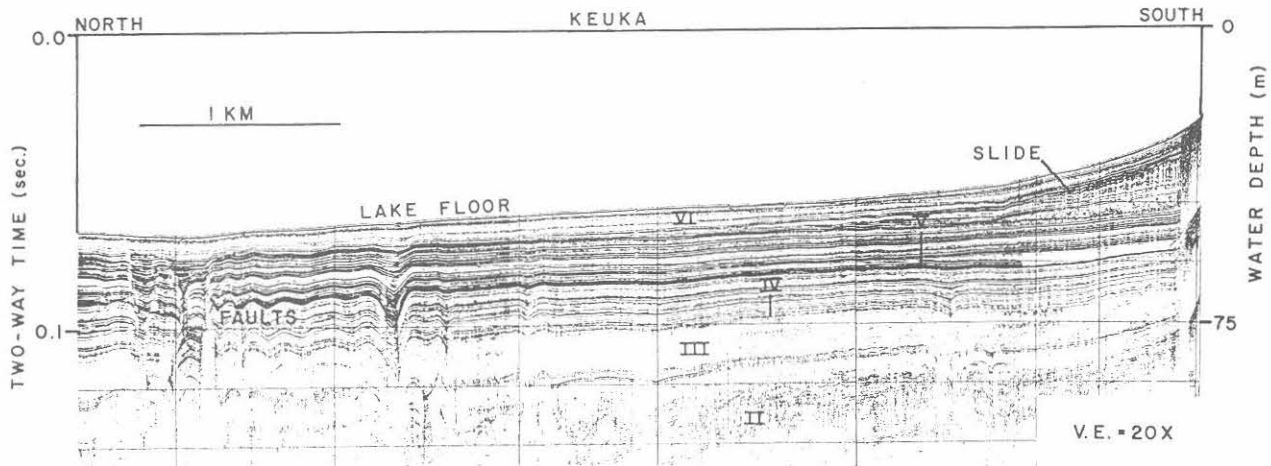 NORTH KEUKA SOUTH
0.0 0
1 KM
SLIDE
LAKE FLOOR
VI
V
IV
FAULTS
0.1 75
III
II
V.E. = 20X
TWO-WAY TIME (sec.)
WATER DEPTH (m)